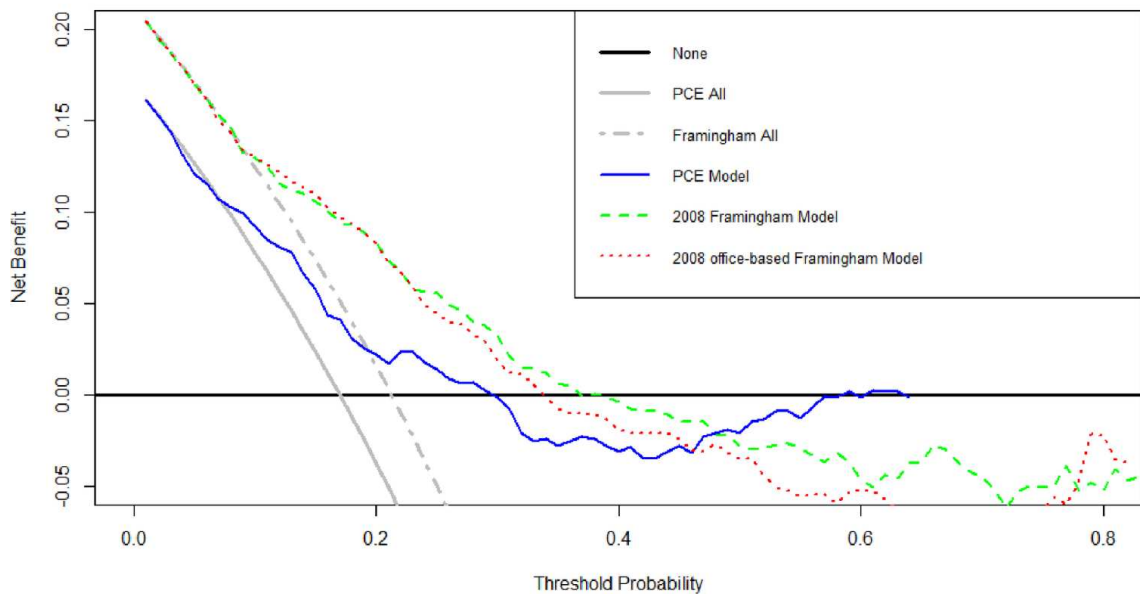 0.20
0.15
0.10
0.05
0.00
-0.05
Net Benefit
None
PCE All
Framingham All
PCE Model
2008 Framingham Model
2008 office-based Framingham Model
0.0 0.2 0.4 0.6 0.8
Threshold Probability